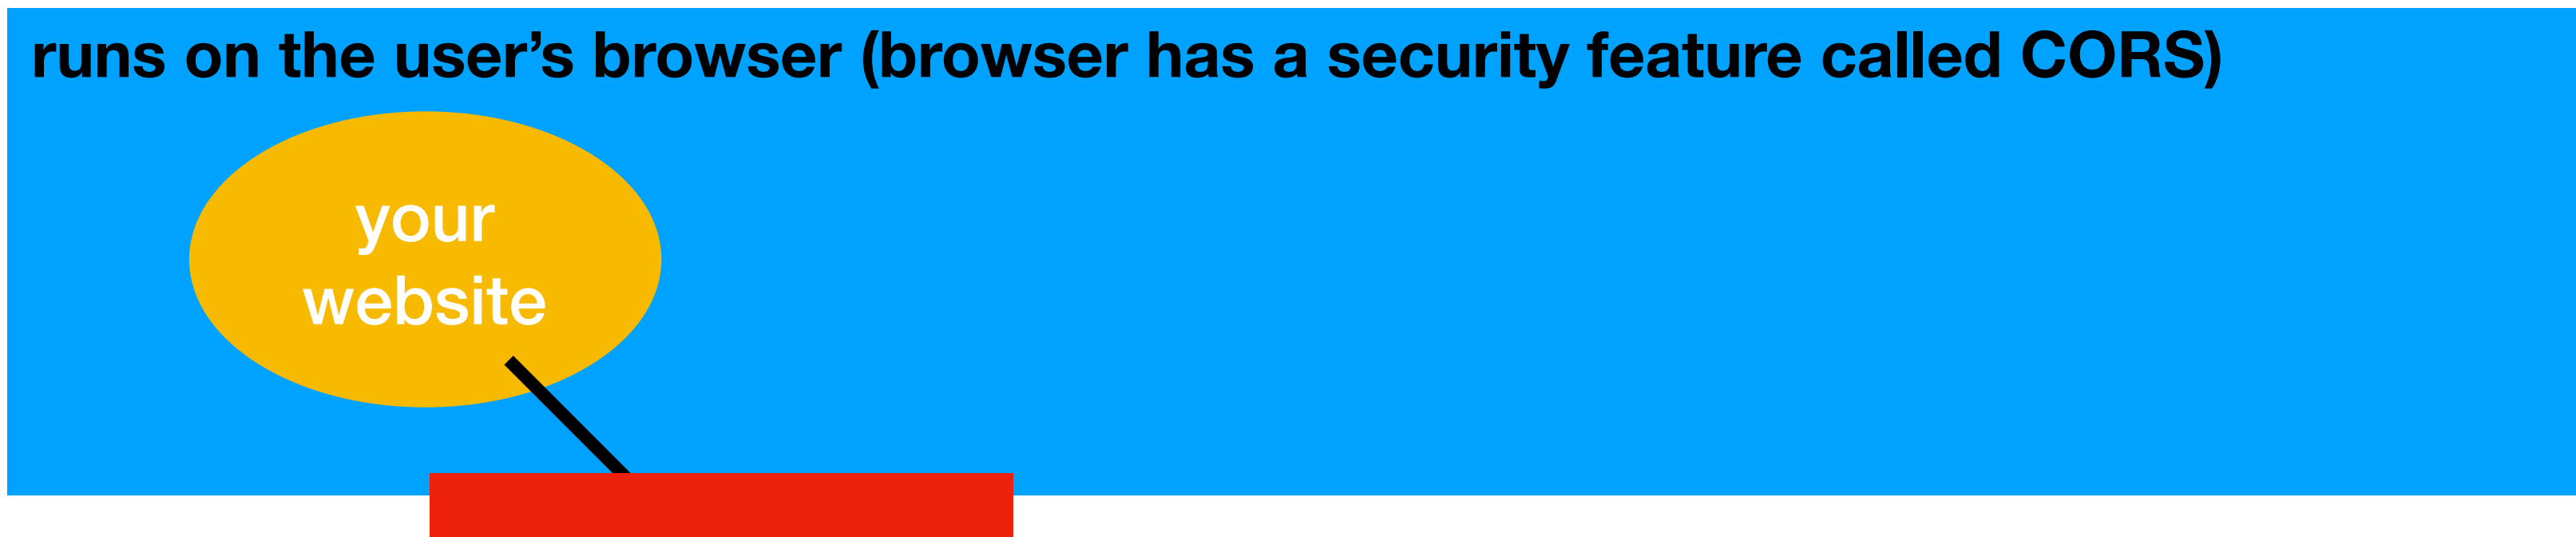 runs on the user’s browser (browser has a security feature called CORS)
your
website